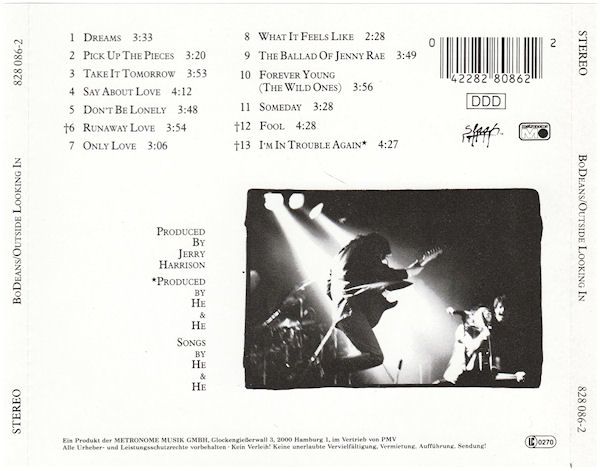 STEREO
828 086-2
BODEANS/OUTSIDE LOOKING IN
STEREO
828 086-2
1 DREAMS 3:33
2 PICK UP THE PIECES 3:20
3 TAKE IT TOMORROW 3:53
4 SAY ABOUT LOVE 4:12
5 DON'T BE LONELY 3:48
†6 RUNAWAY LOVE 3:54
7 ONLY LOVE 3:06
8 WHAT IT FEELS LIKE 2:28
9 THE BALLAD OF JENNY RAE 3:49
10 FOREVER YOUNG
(THE WILD ONES) 3:56
11 SOMEDAY 3:28
†12 FOOL 4:28
†13 I'M IN TROUBLE AGAIN* 4:27
0 42282 80862 2
DDD
Slash
metronome
PRODUCED
BY
JERRY
HARRISON
*PRODUCED
BY
HE
&
HE
SONGS
BY
HE
&
HE
Ein Produkt der METRONOME MUSIK GMBH, Glockengießerwall 3, 2000 Hamburg 1, im Vertrieb von PMV
Alle Urheber- und Leistungsschutzrechte vorbehalten · Kein Verleih! Keine unerlaubte Vervielfältigung, Vermietung, Aufführung, Sendung!
LC 0270
BODEANS/OUTSIDE LOOKING IN
828 086-2